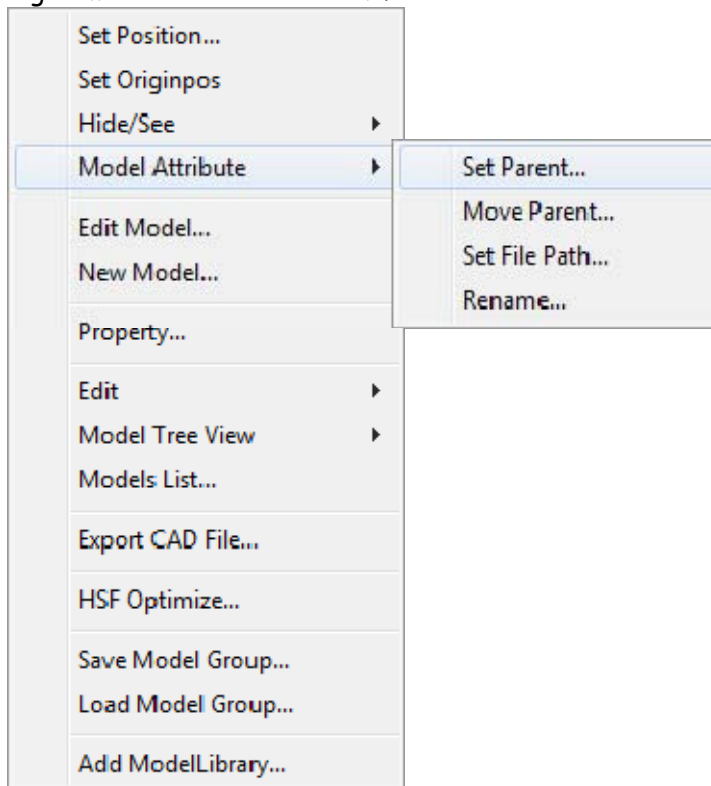 Set Position...
Set Originpos
Hide/See
Model Attribute
Set Parent...
Move Parent...
Set File Path...
Rename...
Edit Model...
New Model...
Property...
Edit
Model Tree View
Models List...
Export CAD File...
HSF Optimize...
Save Model Group...
Load Model Group...
Add ModelLibrary...